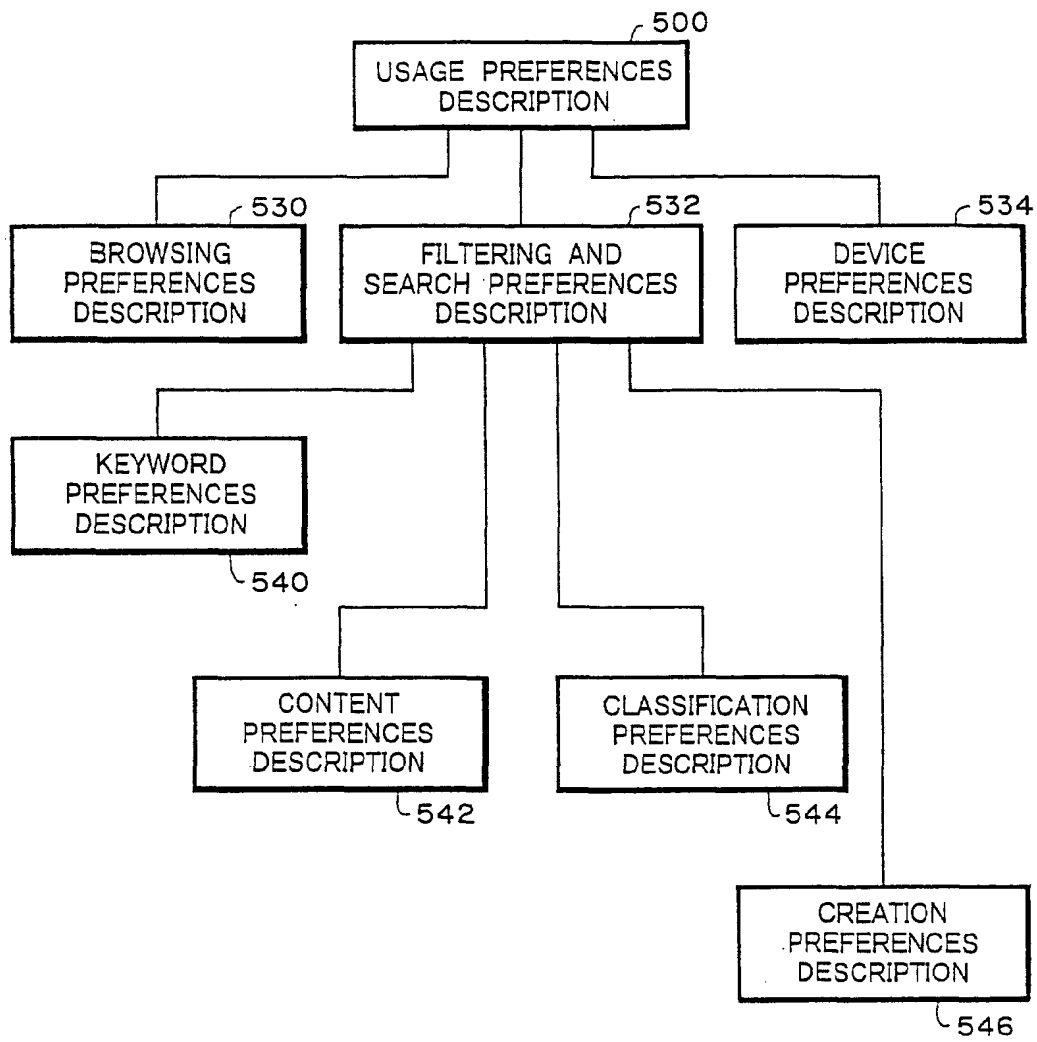 500
USAGE PREFERENCES
DESCRIPTION
530
532
534
BROWSING
PREFERENCES
DESCRIPTION
FILTERING AND
SEARCH PREFERENCES
DESCRIPTION
DEVICE
PREFERENCES
DESCRIPTION
KEYWORD
PREFERENCES
DESCRIPTION
540
CONTENT
PREFERENCES
DESCRIPTION
542
CLASSIFICATION
PREFERENCES
DESCRIPTION
544
CREATION
PREFERENCES
DESCRIPTION
546